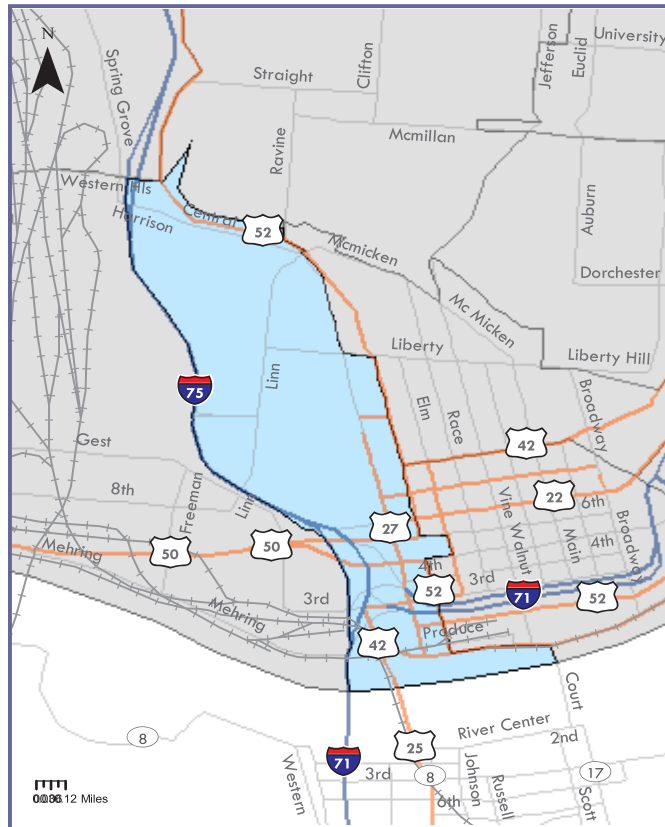 N
Spring Grove
Straight
Clifton
Jefferson
Euclid
University
Ravine
Mcmillan
Western Hls
Harrison
Central
52
Mcmicken
Auburn
Dorchester
Mc Micken
Liberty
Liberty Hill
Linn
75
Elm
Race
Broadway
42
Gest
8th
Freeman
Linn
22
6th
Vine
Walnut
Main
Broadway
27
4th
4th
50
50
Mehring
3rd
52
3rd
71
52
Mehring
42
Produce
Court
River Center
2nd
8
25
71
3rd
8
Johnson
Russell
17
Scott
Western
6th
Miles